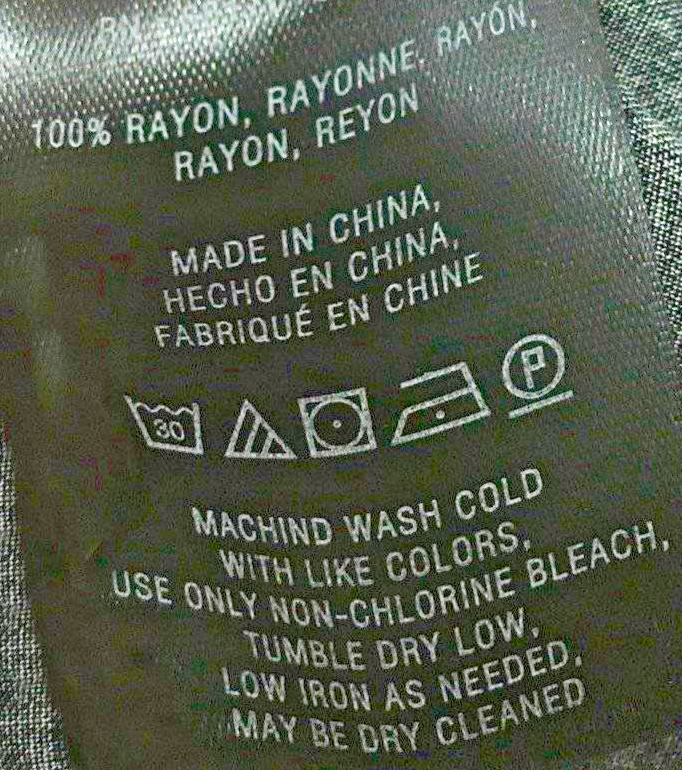 RN
100% RAYON, RAYONNE, RAYÓN,
RAYON, REYON
MADE IN CHINA,
HECHO EN CHINA,
FABRIQUÉ EN CHINE
30 P
MACHIND WASH COLD
WITH LIKE COLORS,
USE ONLY NON-CHLORINE BLEACH,
TUMBLE DRY LOW,
LOW IRON AS NEEDED,
MAY BE DRY CLEANED